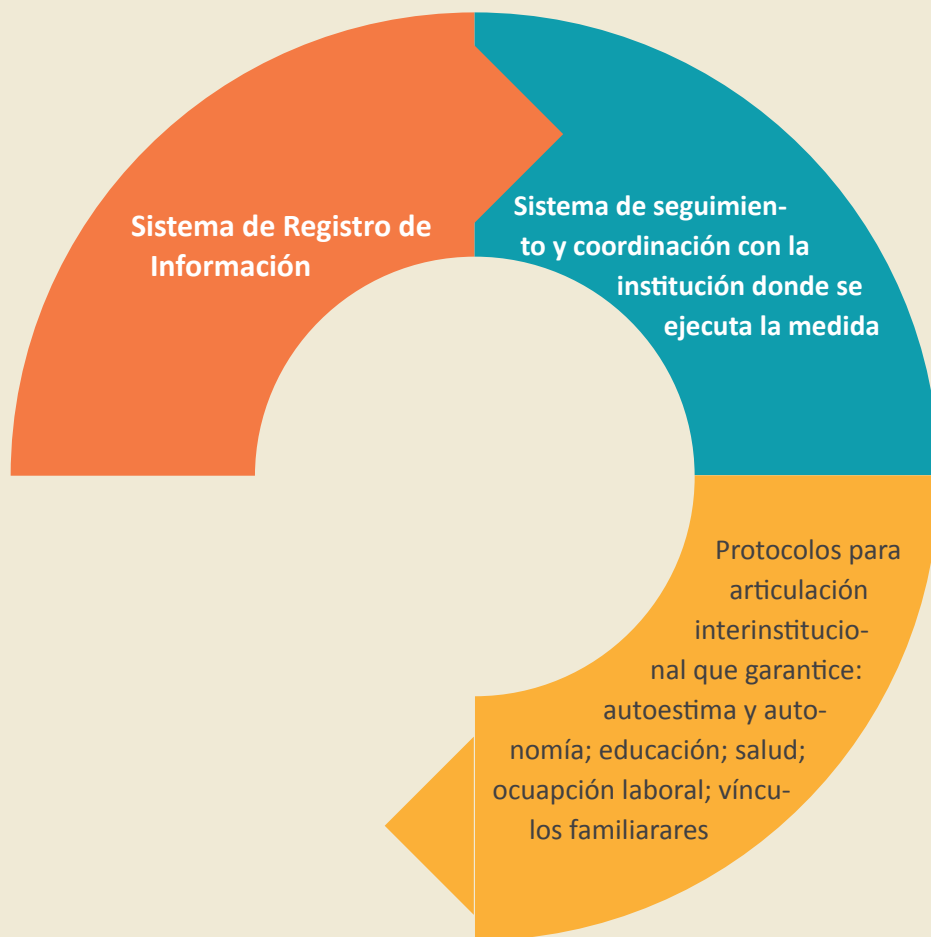 Sistema de Registro de
Información
Sistema de seguimien-
to y coordinación con la
institución donde se
ejecuta la medida
Protocolos para
articulación
interinstitucio-
nal que garantice:
autoestima y auto-
nomía; educación; salud;
ocuapción laboral; víncu-
los familiarares